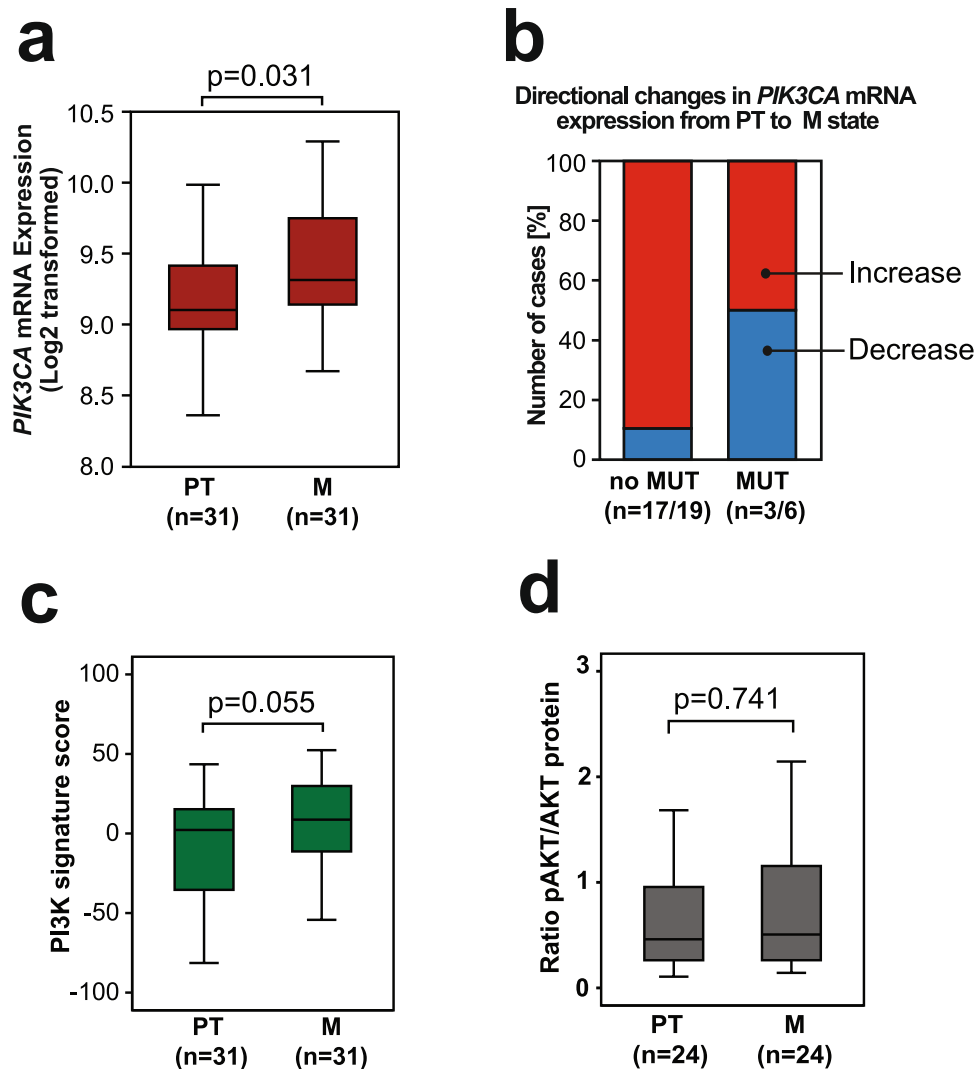 a
p=0.031
PIK3CA mRNA Expression
(Log2 transformed)
10.5
10.0
9.5
9.0
8.5
8.0
PT
(n=31)
M
(n=31)
b
Directional changes in PIK3CA mRNA
expression from PT to M state
Number of cases [%]
100
80
60
40
20
0
Increase
Decrease
no MUT
(n=17/19)
MUT
(n=3/6)
c
p=0.055
PI3K signature score
100
50
0
-50
-100
PT
(n=31)
M
(n=31)
d
p=0.741
Ratio pAKT/AKT protein
3
2
1
0
PT
(n=24)
M
(n=24)